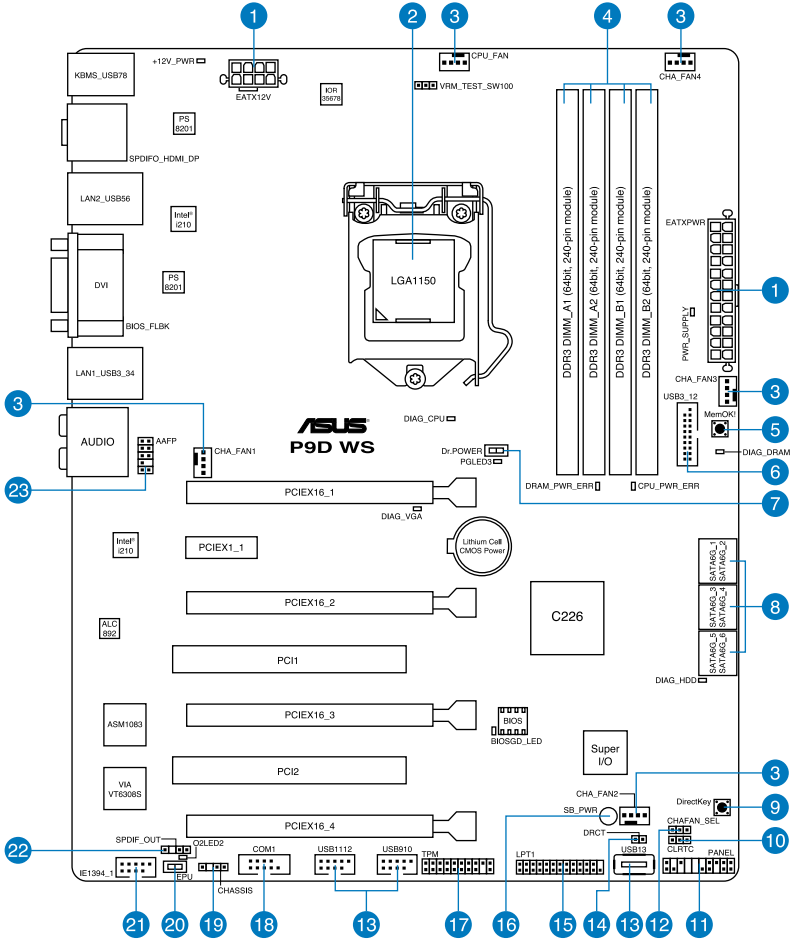 1
2
3
4
3
+12V_PWR
KBMS_USB78
EATX12V
CPU_FAN
CHA_FAN4
IOR
35678
VRM_TEST_SW100
PS
8201
SPDIFO_HDMI_DP
LAN2_USB56
Intel®
i210
DVI
PS
8201
BIOS_FLBK
LGA1150
DDR3 DIMM_A1 (64bit, 240-pin module)
DDR3 DIMM_A2 (64bit, 240-pin module)
DDR3 DIMM_B1 (64bit, 240-pin module)
DDR3 DIMM_B2 (64bit, 240-pin module)
EATXPWR
1
PWR_SUPPLY
LAN1_USB3_34
CHA_FAN3
3
USB3_12
3
AUDIO
AAFP
CHA_FAN1
ASUS
P9D WS
DIAG_CPU
MemOK!
5
Dr.POWER
PGLED3
DIAG_DRAM
6
23
PCIEX16_1
DRAM_PWR_ERR
CPU_PWR_ERR
7
DIAG_VGA
Intel®
i210
PCIEX1_1
Lithium Cell
CMOS Power
SATA6G_1
SATA6G_2
SATA6G_3
SATA6G_4
SATA6G_5
SATA6G_6
8
PCIEX16_2
C226
ALC
892
PCI1
DIAG_HDD
ASM1083
PCIEX16_3
BIOS
BIOSGD_LED
Super
I/O
PCI2
3
VIA
VT6308S
CHA_FAN2
SB_PWR
DirectKey
9
PCIEX16_4
CHAFAN_SEL
DRCT
CLRTC
10
22
SPDIF_OUT
O2LED2
COM1
USB1112
USB910
TPM
LPT1
USB13
PANEL
IE1394_1
EPU
CHASSIS
21
20
19
18
13
17
16
15
14
13
12
11